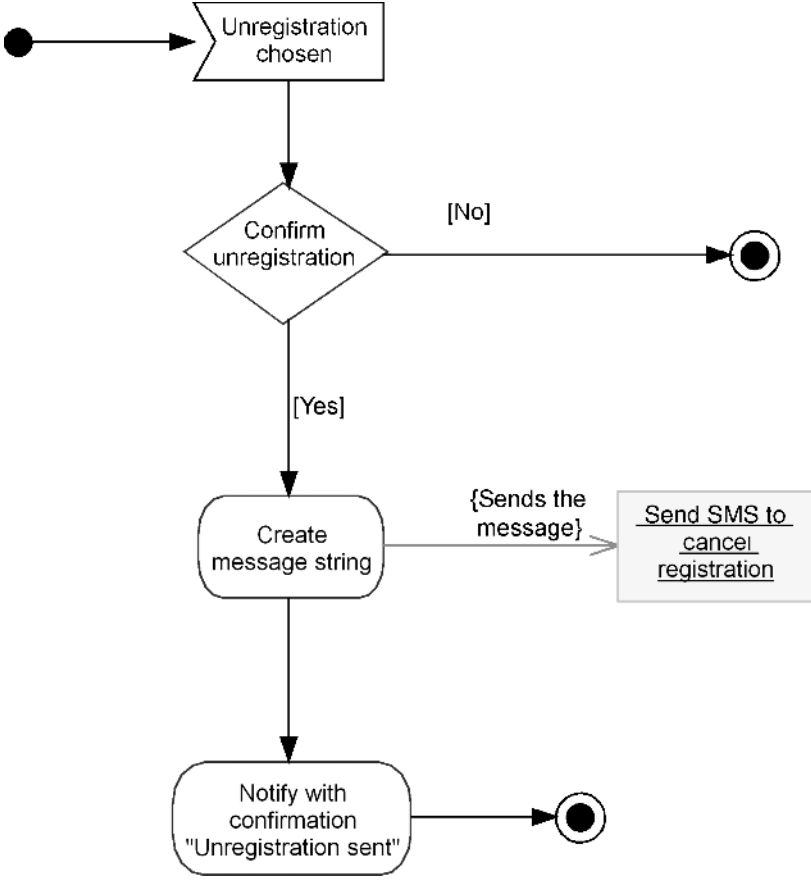 Unregistration
chosen
Confirm
unregistration
[No]
[Yes]
Create
message string
{Sends the
message}
Send SMS to
cancel
registration
Notify with
confirmation
"Unregistration sent"